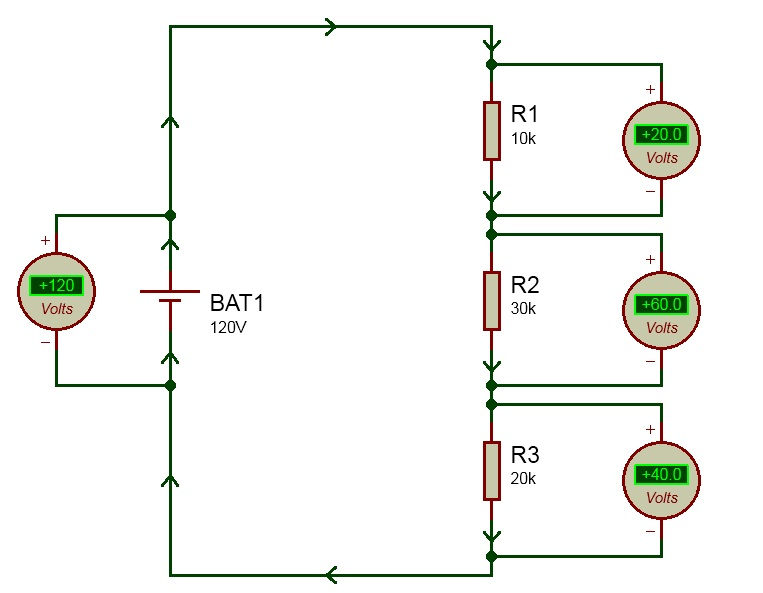 R1
10k
+
+20.0
Volts
−
+
+120
Volts
−
BAT1
120V
R2
30k
+
+60.0
Volts
−
R3
20k
+
+40.0
Volts
−